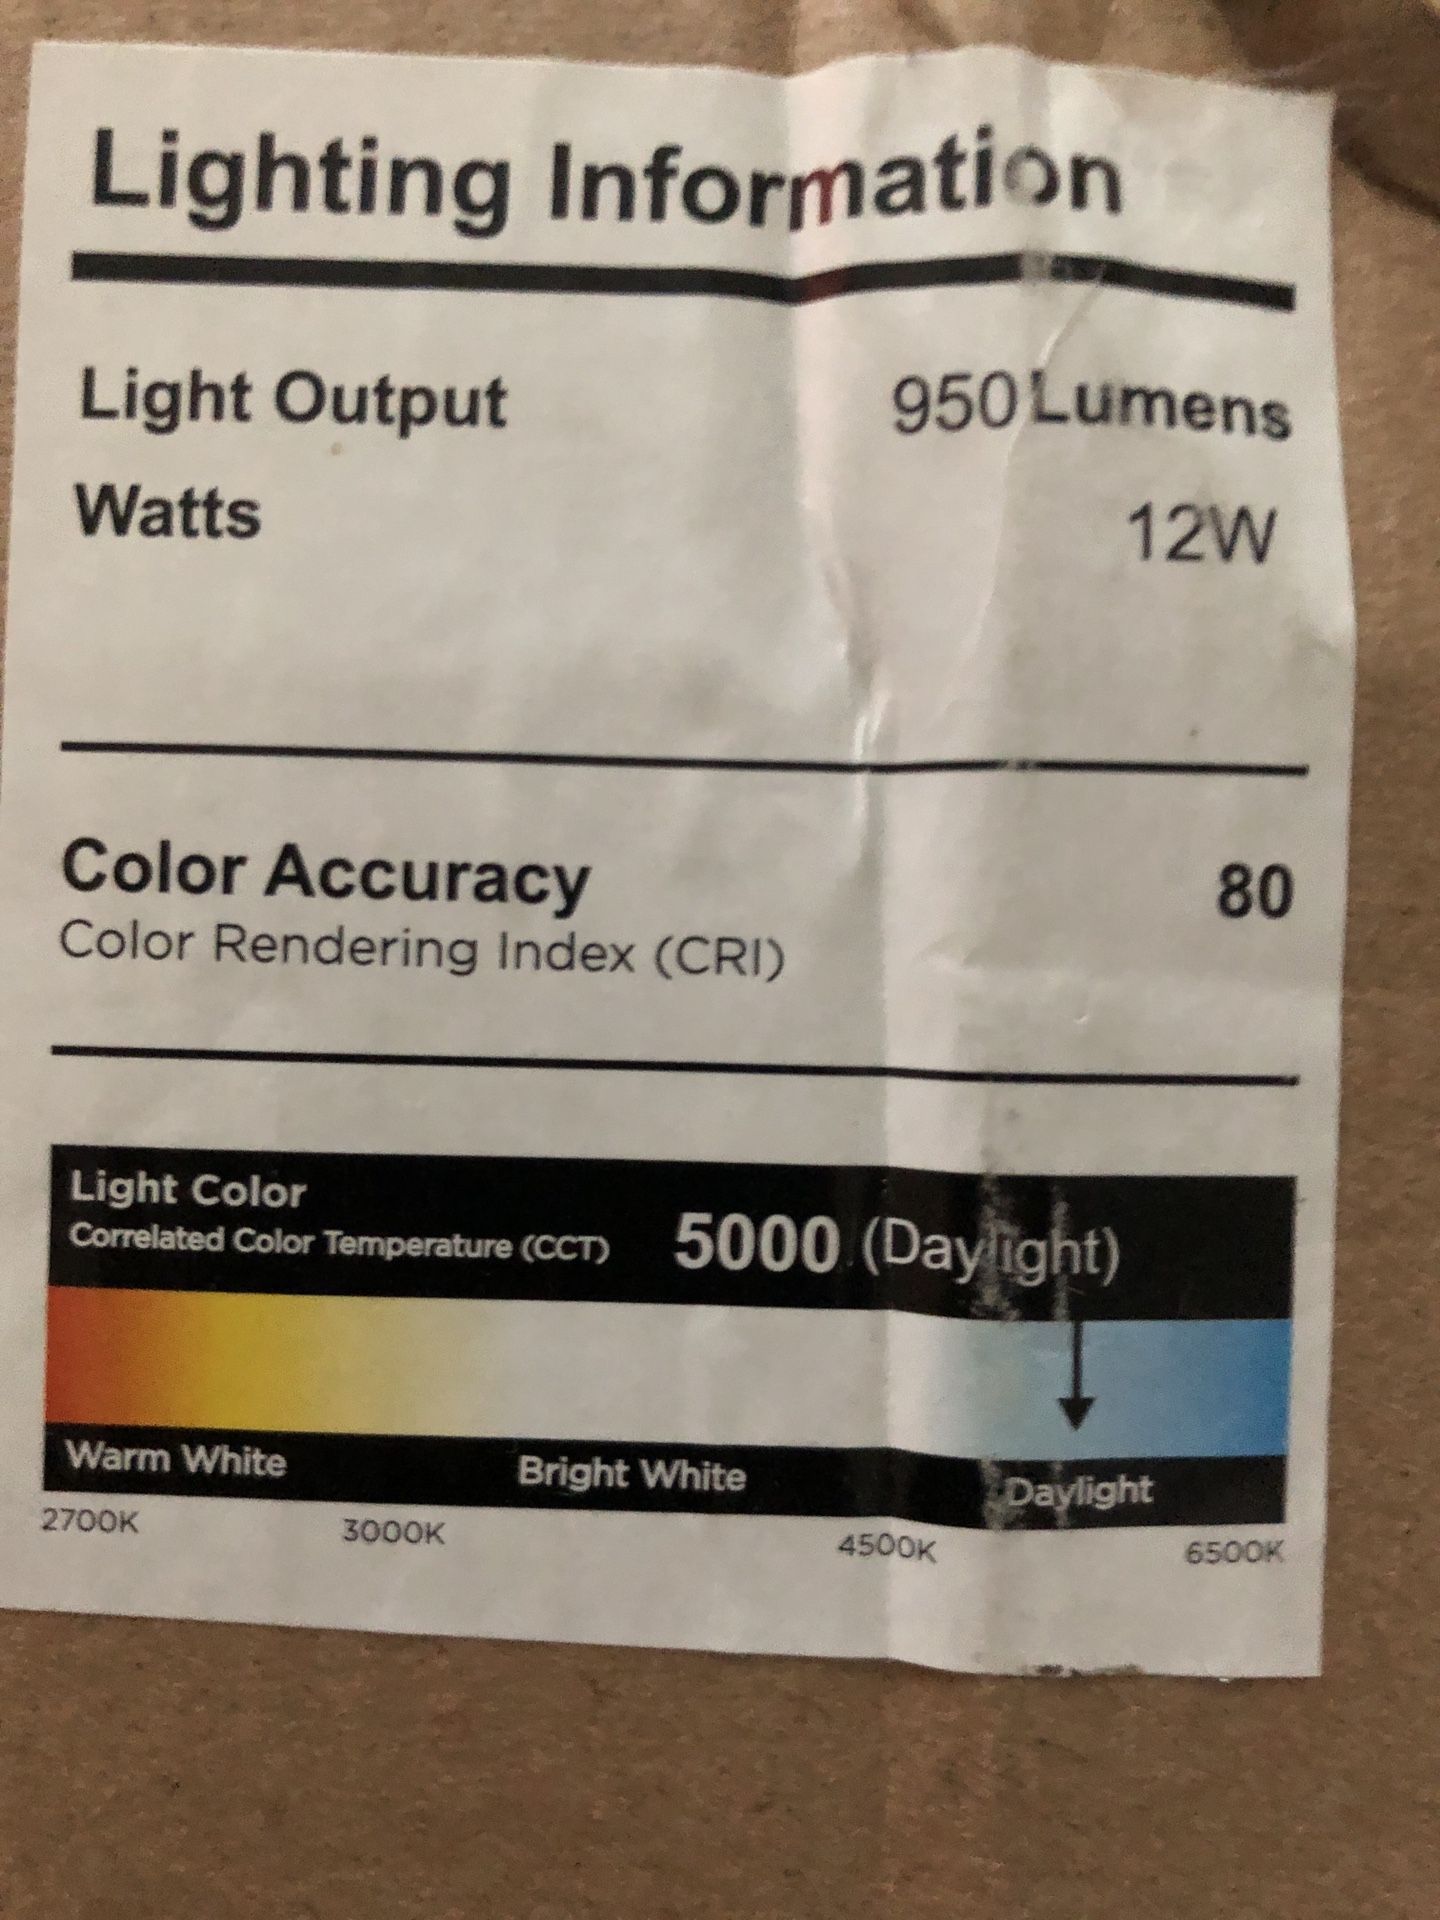 Lighting Information
Light Output 950 Lumens
Watts 12W
Color Accuracy 80
Color Rendering Index (CRI)
Light Color
Correlated Color Temperature (CCT) 5000 (Daylight)
Warm White Bright White Daylight
2700K 3000K 4500K 6500K